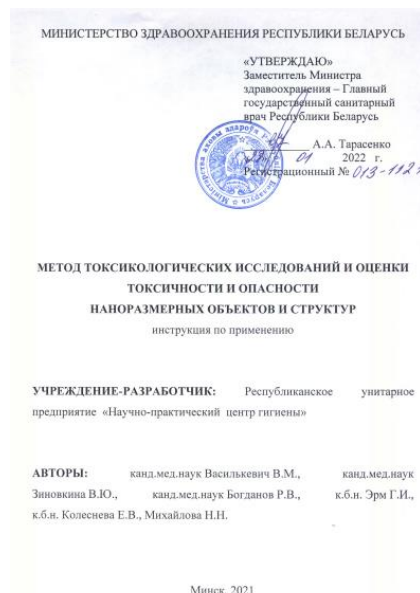 МИНИСТЕРСТВО ЗДРАВООХРАНЕНИЯ РЕСПУБЛИКИ БЕЛАРУСЬ
«УТВЕРЖДАЮ»
Заместитель Министра
здравоохранения – Главный
государственный санитарный
врач Республики Беларусь
А.А. Тарасенко
01 2022 г.
Регистрационный № 013-112
МЕТОД ТОКСИКОЛОГИЧЕСКИХ ИССЛЕДОВАНИЙ И ОЦЕНКИ
ТОКСИЧНОСТИ И ОПАСНОСТИ
НАНОРАЗМЕРНЫХ ОБЪЕКТОВ И СТРУКТУР
инструкция по применению
УЧРЕЖДЕНИЕ-РАЗРАБОТЧИК: Республиканское унитарное
предприятие «Научно-практический центр гигиены»
АВТОРЫ: канд.мед.наук Василькевич В.М., канд.мед.наук
Зиновкина В.Ю., канд.мед.наук Богданов Р.В., к.б.н. Эрм Г.И.,
к.б.н. Колеснева Е.В., Михайлова Н.Н.
Минск, 2021